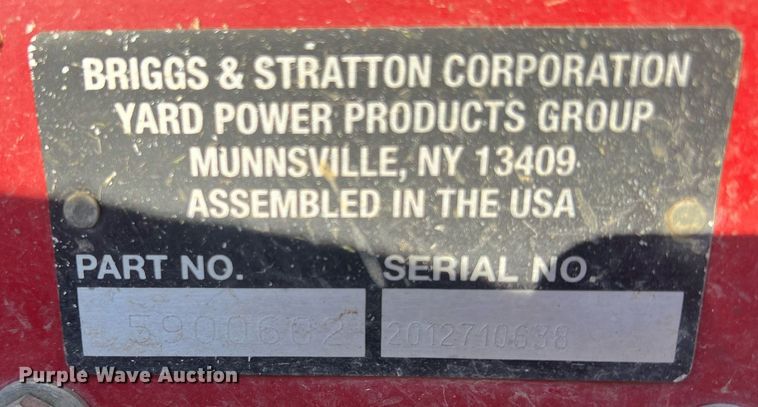 BRIGGS & STRATTON CORPORATION
YARD POWER PRODUCTS GROUP
MUNNSVILLE, NY 13409
ASSEMBLED IN THE USA
PART NO. SERIAL NO.
2012710638
Purple Wave Auction